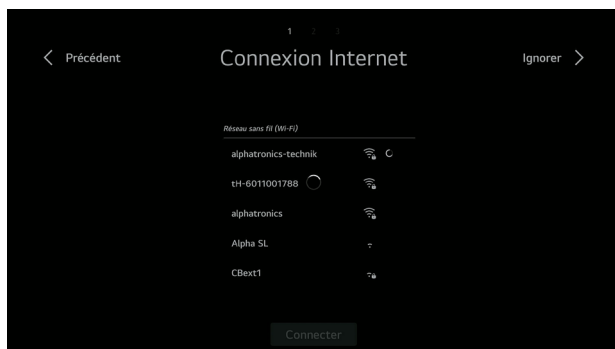 1 2 3
Précédent
Connexion Internet
Ignorer
Réseau sans fil (Wi-Fi)
alphatronics-technik
tH-6011001788
alphatronics
Alpha SL
CBext1
Connecter